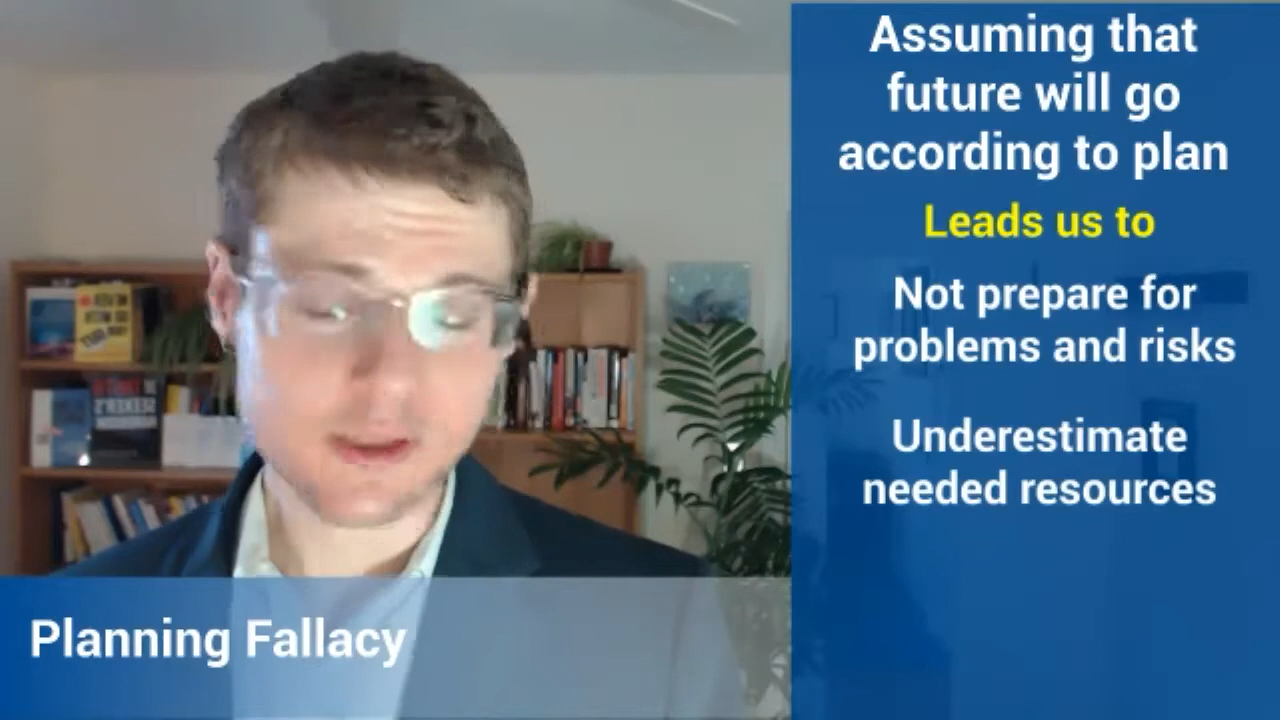 Assuming that
future will go
according to plan
Leads us to
Not prepare for
problems and risks
Underestimate
needed resources
Planning Fallacy